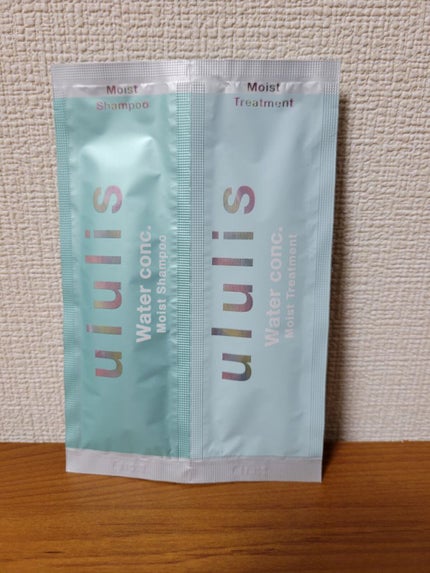 Moist
Shampoo
ululis
Water conc.
Moist Shampoo
Moist
Treatment
ululis
Water conc.
Moist Treatment